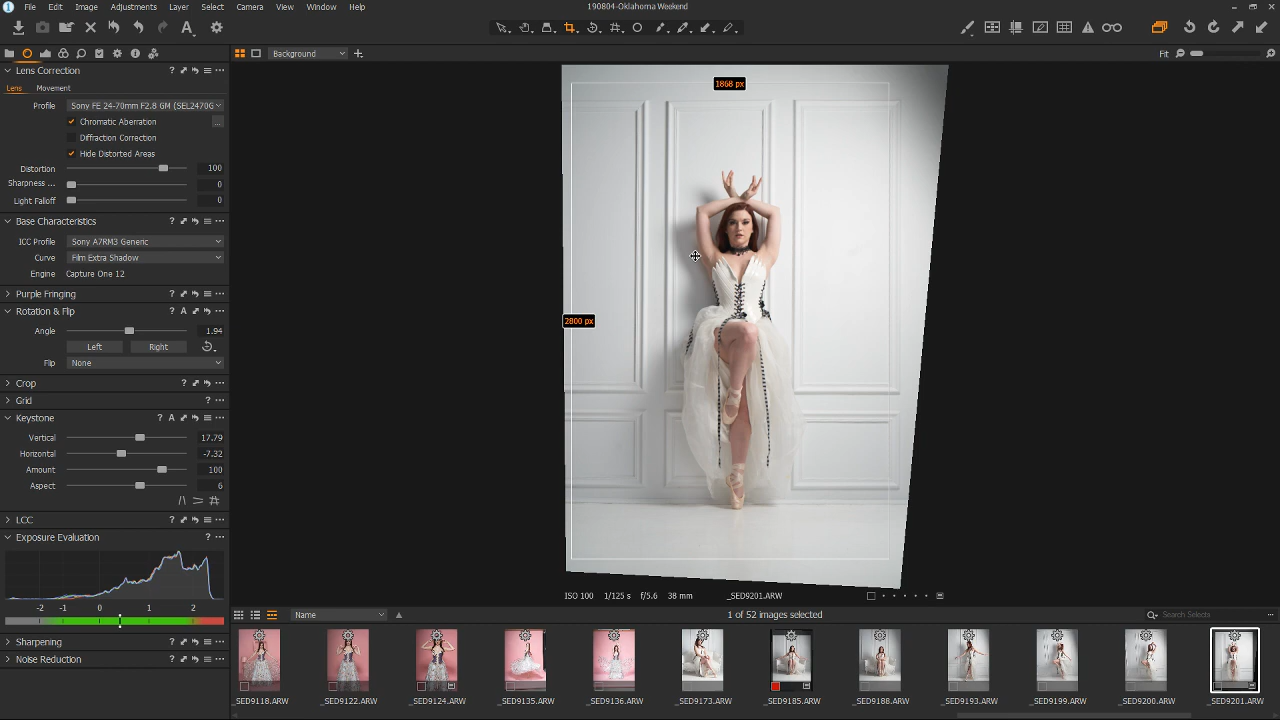 190804-Oklahoma Weekend
File Edit Image Adjustments Layer Select Camera View Window Help
Background
Fit
Lens Correction
Lens Movement
Profile Sony FE 24-70mm F2.8 GM (SEL2470G
Chromatic Aberration
Diffraction Correction
Hide Distorted Areas
Distortion 100
Sharpness ... 0
Light Falloff 0
Base Characteristics
ICC Profile Sony A7RM3 Generic
Curve Film Extra Shadow
Engine Capture One 12
Purple Fringing
Rotation & Flip
Angle 1.94
Left Right
Flip None
Crop
Grid
Keystone
Vertical 17.79
Horizontal -7.32
Amount 100
Aspect 6
LCC
Exposure Evaluation
-2 -1 0 1 2
Sharpening
Noise Reduction
1868 px
2800 px
ISO 100 1/125 s f/5.6 38 mm _SED9201.ARW
Name
1 of 52 images selected
Search Selects
_SED9118.ARW _SED9122.ARW _SED9124.ARW _SED9135.ARW _SED9136.ARW _SED9173.ARW _SED9185.ARW _SED9188.ARW _SED9193.ARW _SED9199.ARW _SED9200.ARW _SED9201.ARW